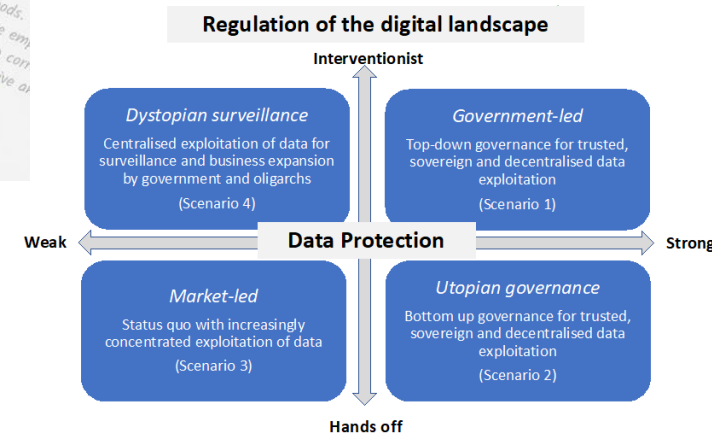 ods.
Regulation of the digital landscape
Interventionist
Dystopian surveillance
Centralised exploitation of data for
surveillance and business expansion
by government and oligarchs
(Scenario 4)
Government-led
Top-down governance for trusted,
sovereign and decentralised data
exploitation
(Scenario 1)
Weak
Data Protection
Strong
Market-led
Status quo with increasingly
concentrated exploitation of data
(Scenario 3)
Utopian governance
Bottom up governance for trusted,
sovereign and decentralised data
exploitation
(Scenario 2)
Hands off